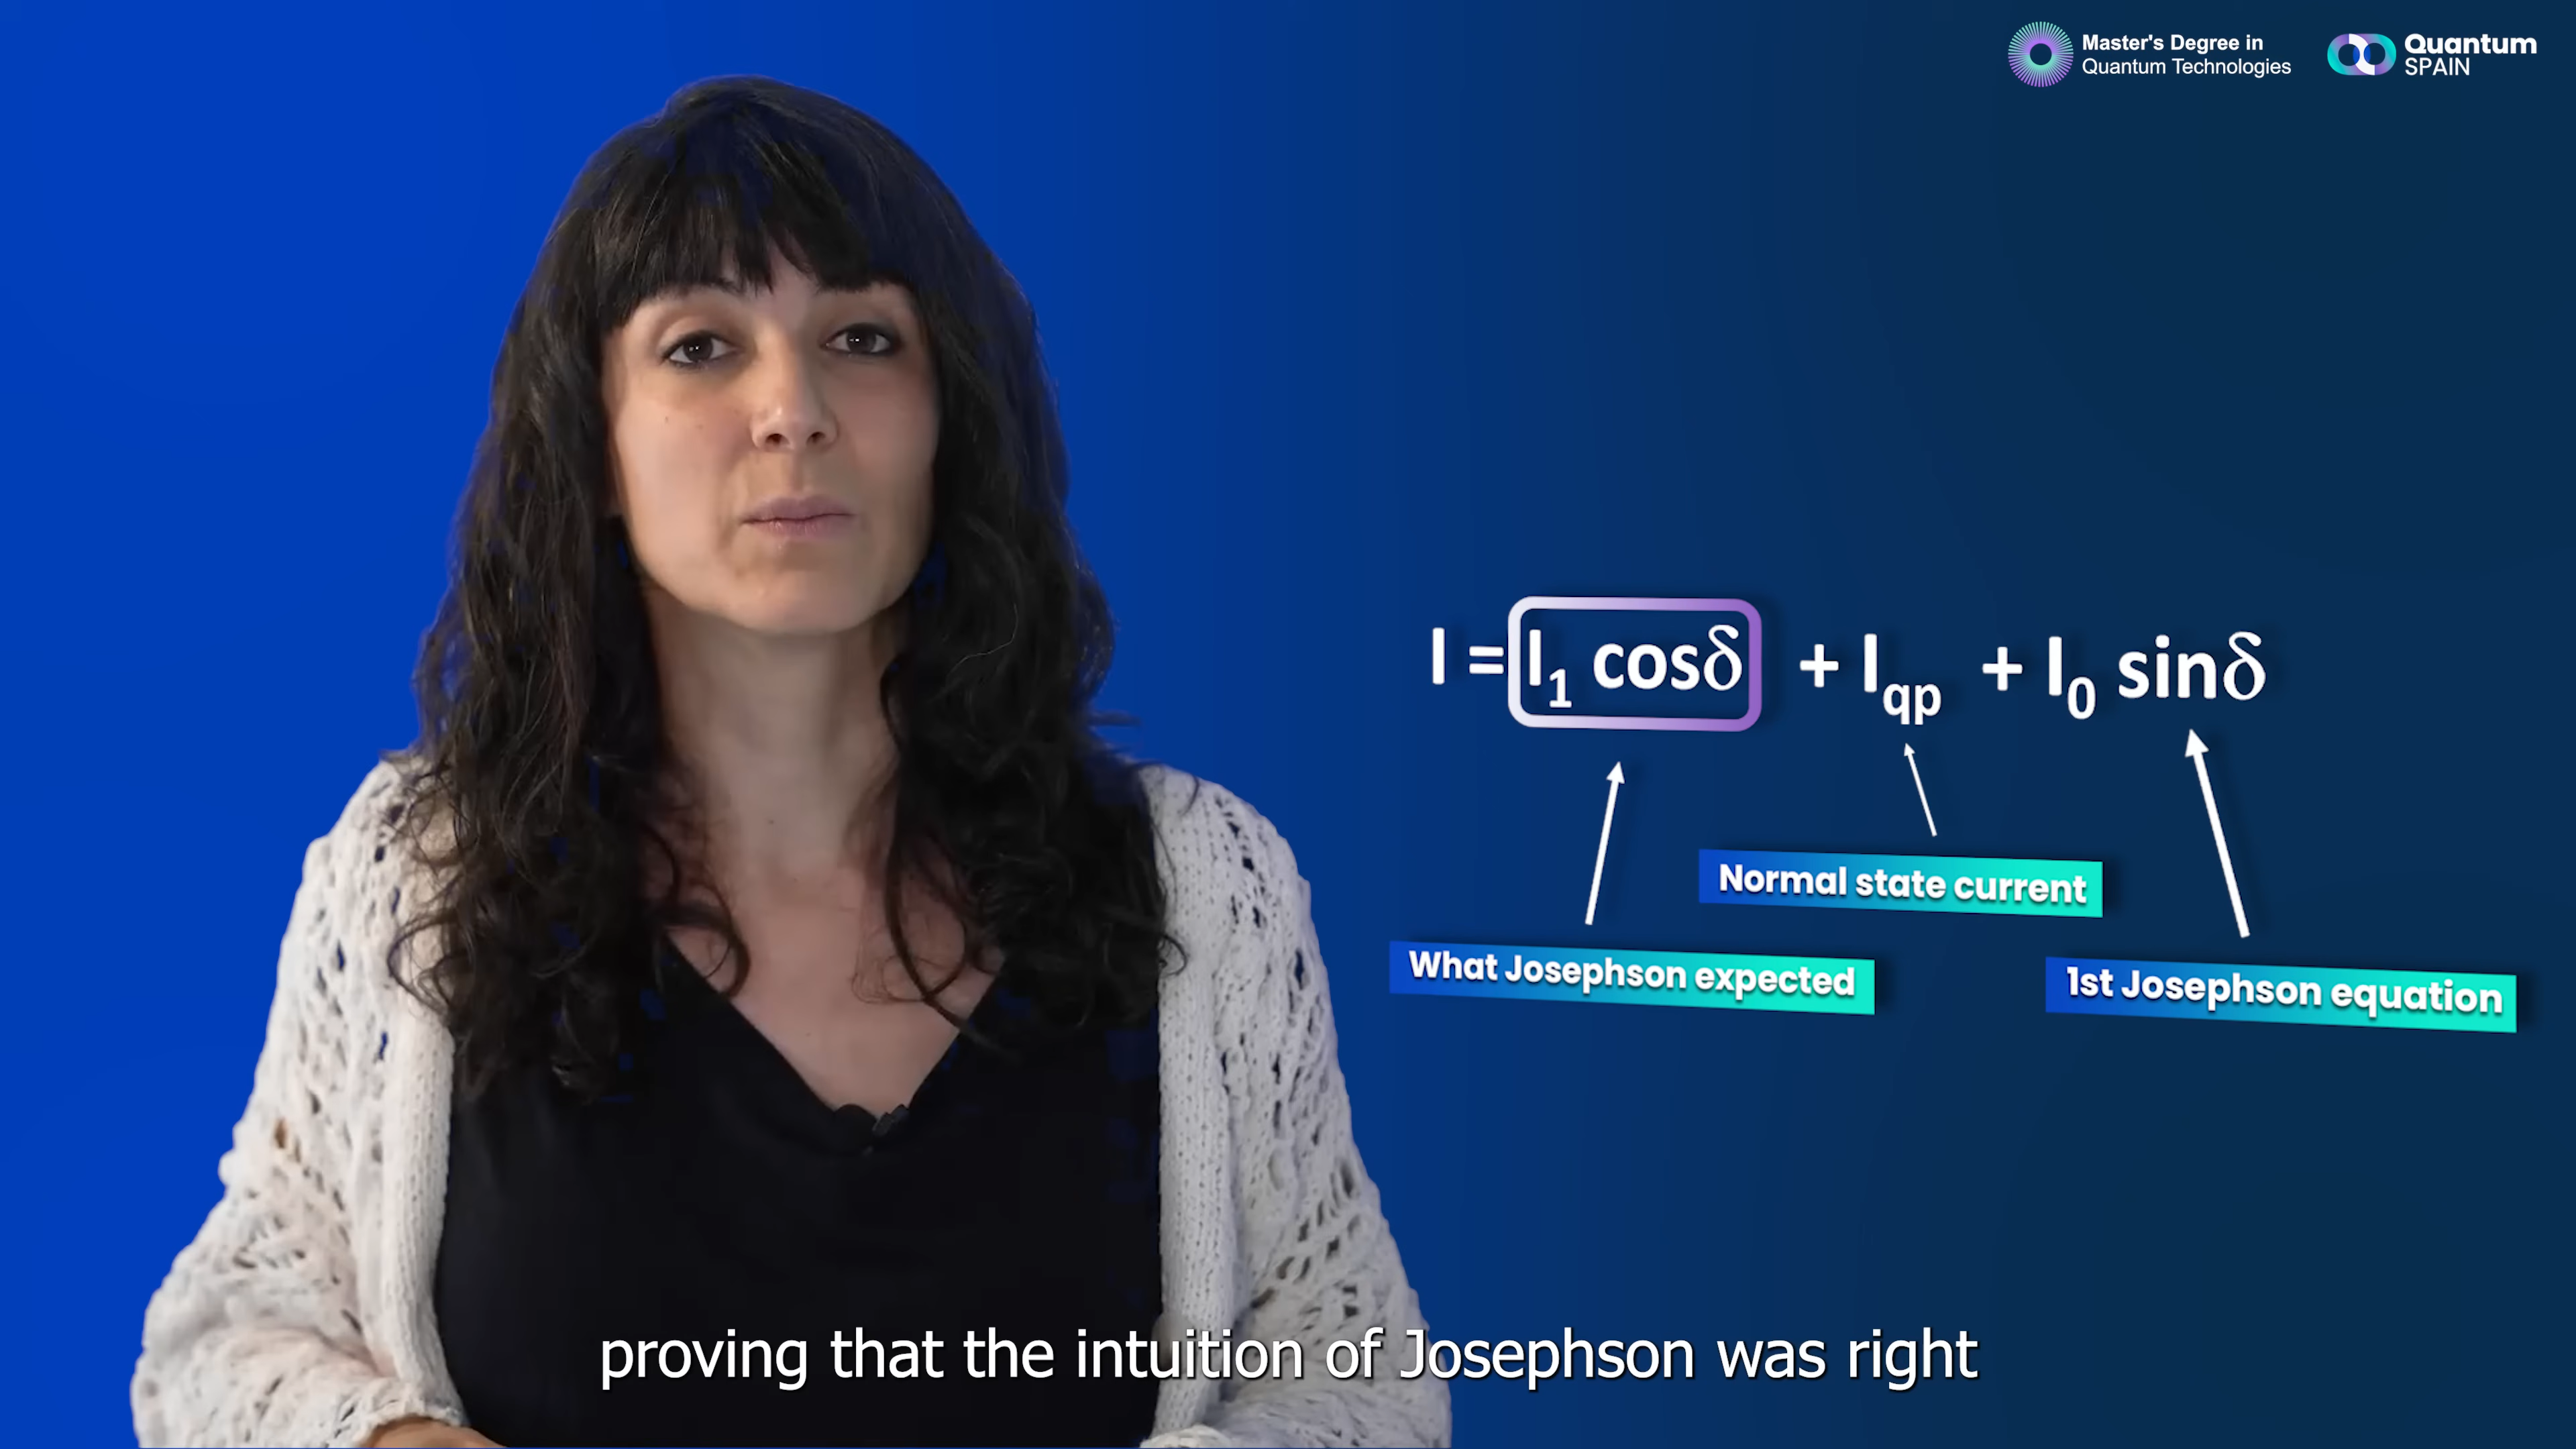 Master's Degree in
Quantum Technologies
Quantum
SPAIN
I = I₁ cosδ + I_qp + I₀ sinδ
Normal state current
What Josephson expected
1st Josephson equation
proving that the intuition of Josephson was right